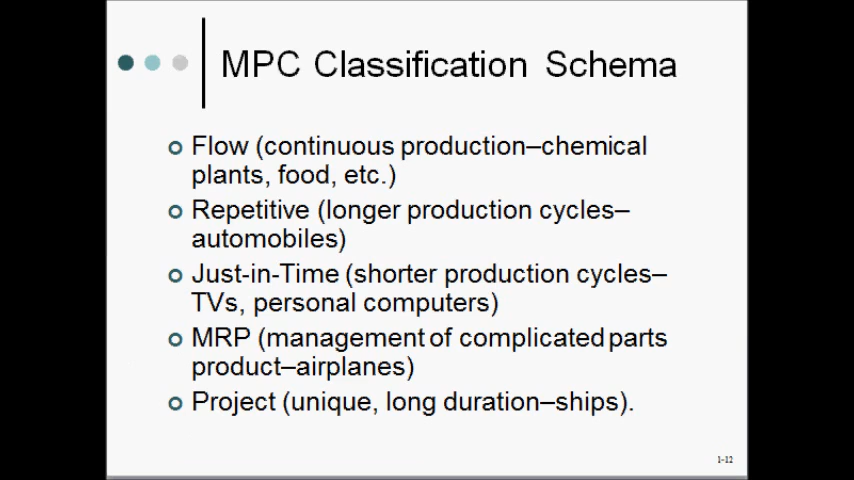 MPC Classification Schema
Flow (continuous production–chemical
plants, food, etc.)
Repetitive (longer production cycles–
automobiles)
Just-in-Time (shorter production cycles–
TVs, personal computers)
MRP (management of complicated parts
product–airplanes)
Project (unique, long duration–ships).
1-12